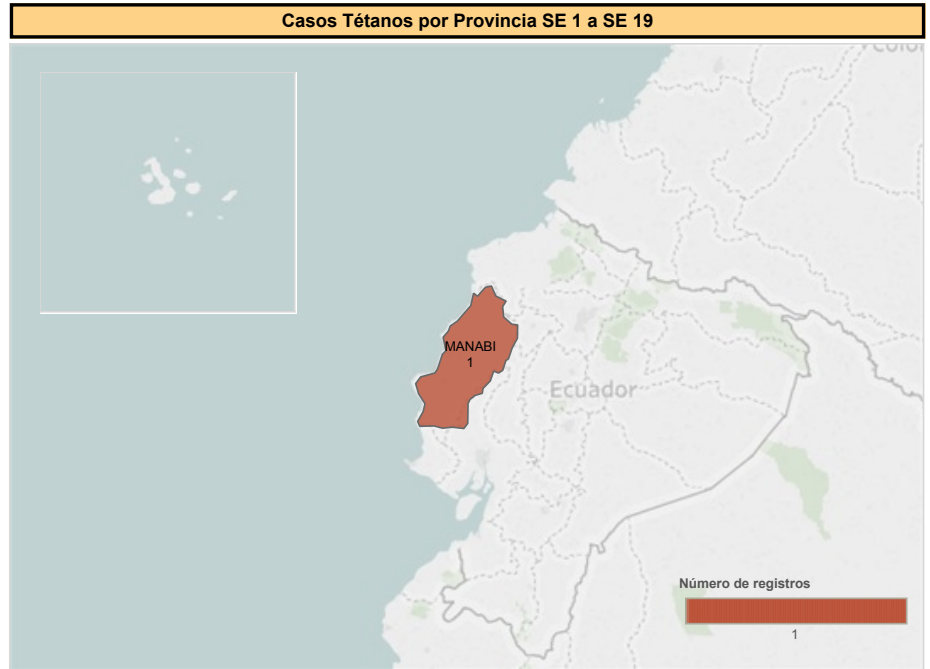 Casos Tétanos por Provincia SE 1 a SE 19
MANABI
1
Ecuador
Número de registros
1